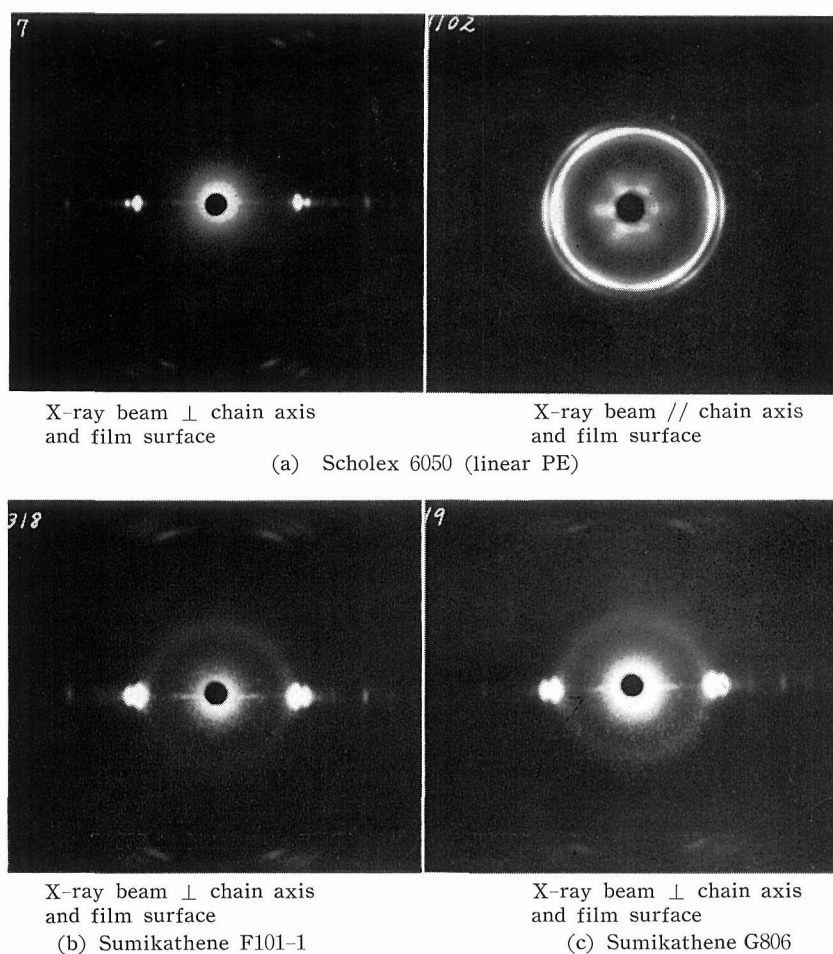 7
1102
X-ray beam ⊥ chain axis
and film surface
X-ray beam // chain axis
and film surface
(a) Scholex 6050 (linear PE)
318
19
X-ray beam ⊥ chain axis
and film surface
X-ray beam ⊥ chain axis
and film surface
(b) Sumikathene F101-1
(c) Sumikathene G806